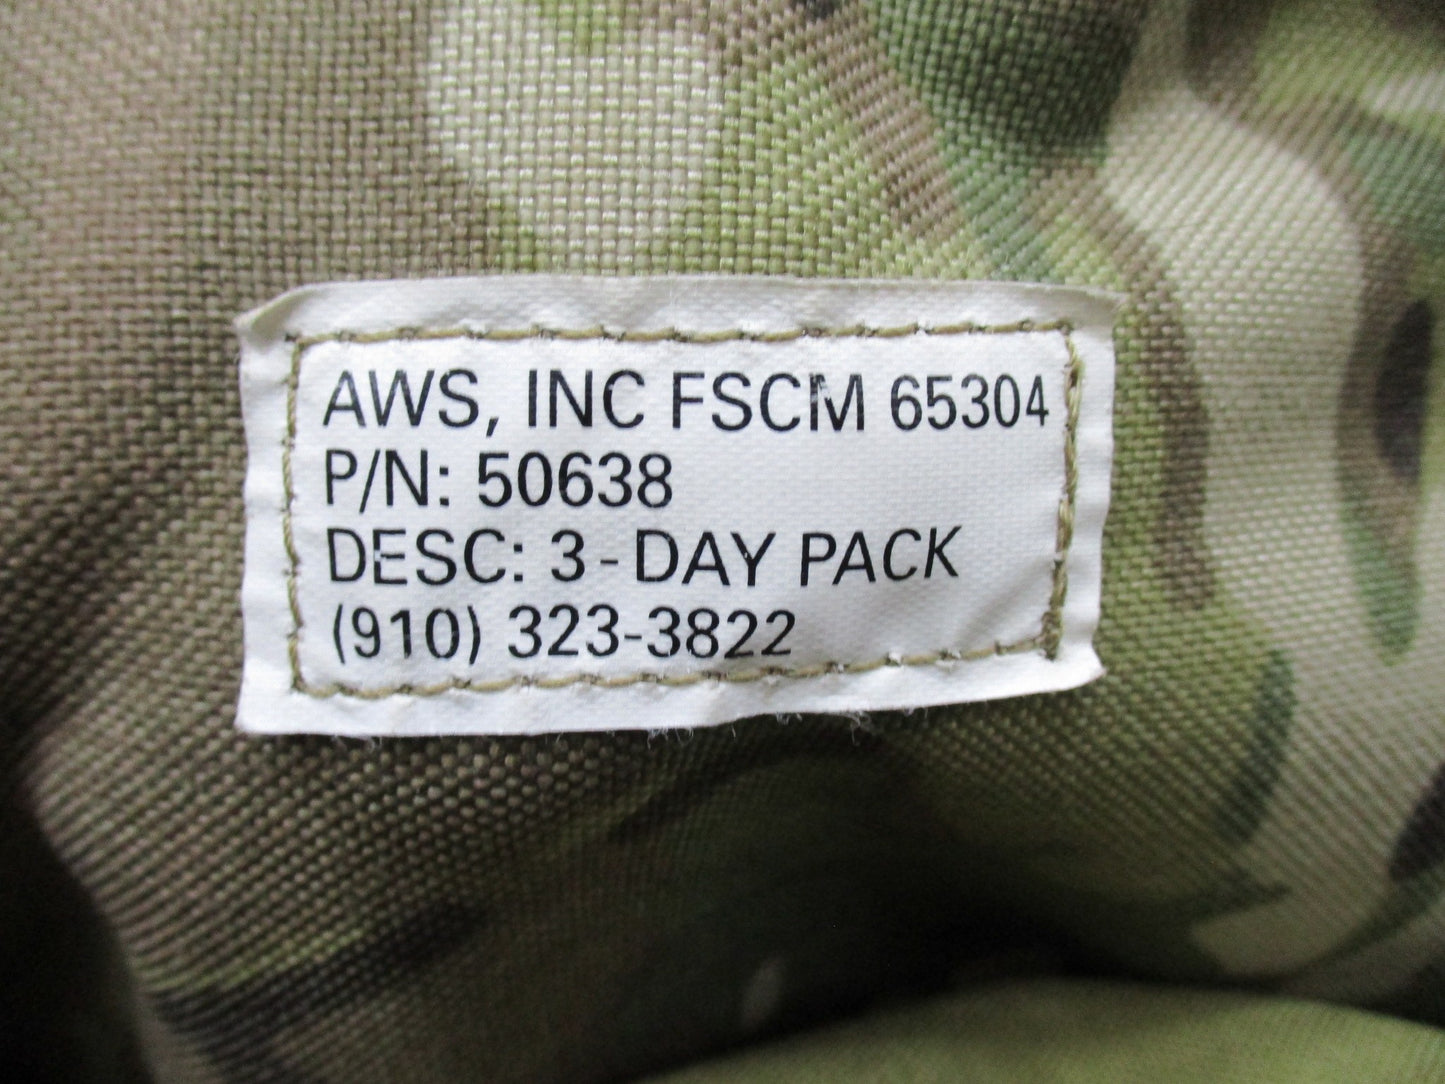 AWS, INC FSCM 65304
P/N: 50638
DESC: 3-DAY PACK
(910) 323-3822